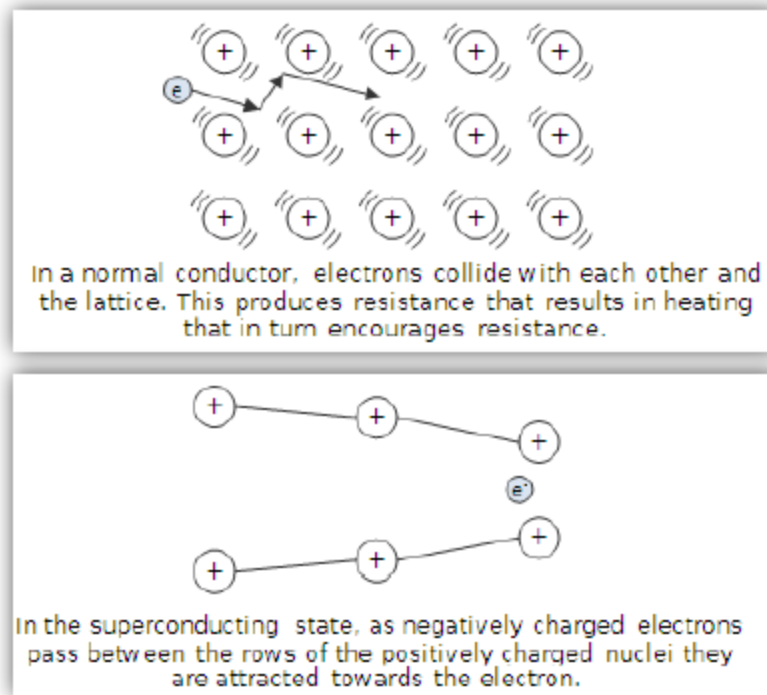 + + + + +
e
+ + + + +
+ + + + +
In a normal conductor, electrons collide with each other and
the lattice. This produces resistance that results in heating
that in turn encourages resistance.
+ + +
e-
+ + +
In the superconducting state, as negatively charged electrons
pass between the rows of the positively charged nuclei they
are attracted towards the electron.